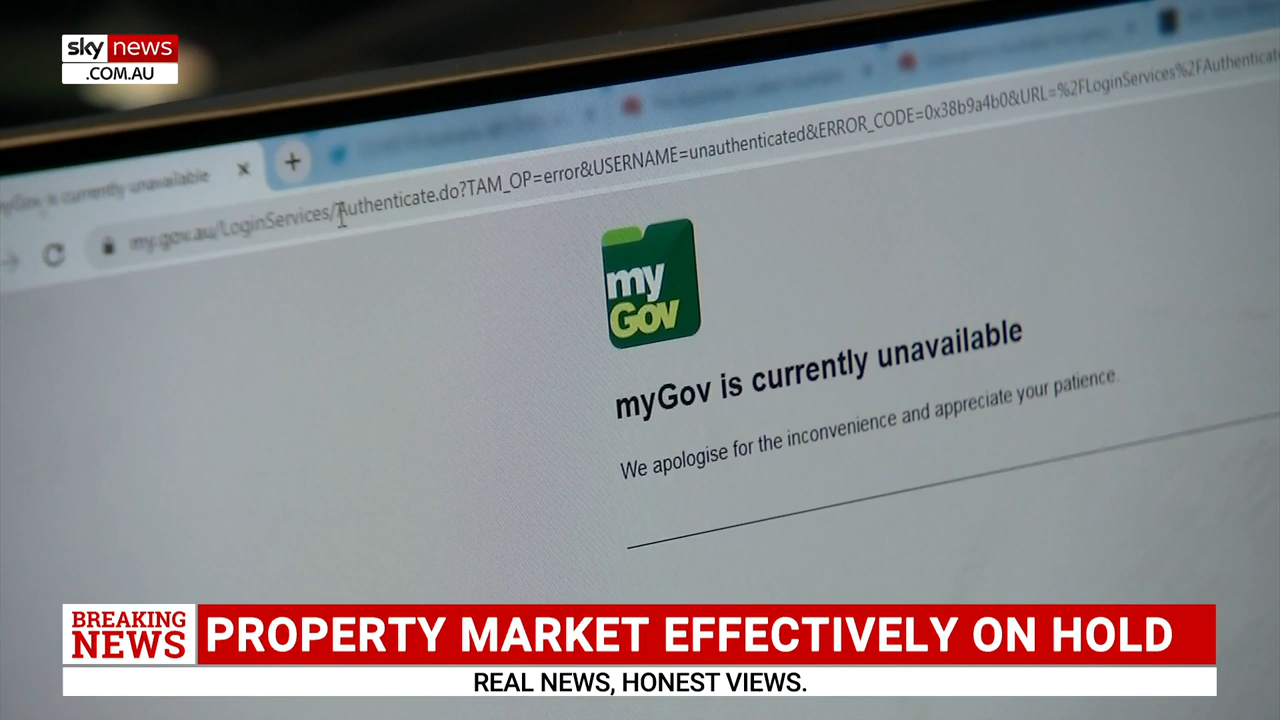 sky news
.COM.AU
myGov is currently unavailable
my.gov.au/LoginServices/Authenticate.do?TAM_OP=error&USERNAME=unauthenticated&ERROR_CODE=0x38b9a4b0&URL=%2FLoginServices%2FAuthenticate
my
Gov
myGov is currently unavailable
We apologise for the inconvenience and appreciate your patience.
BREAKING
NEWS
PROPERTY MARKET EFFECTIVELY ON HOLD
REAL NEWS, HONEST VIEWS.